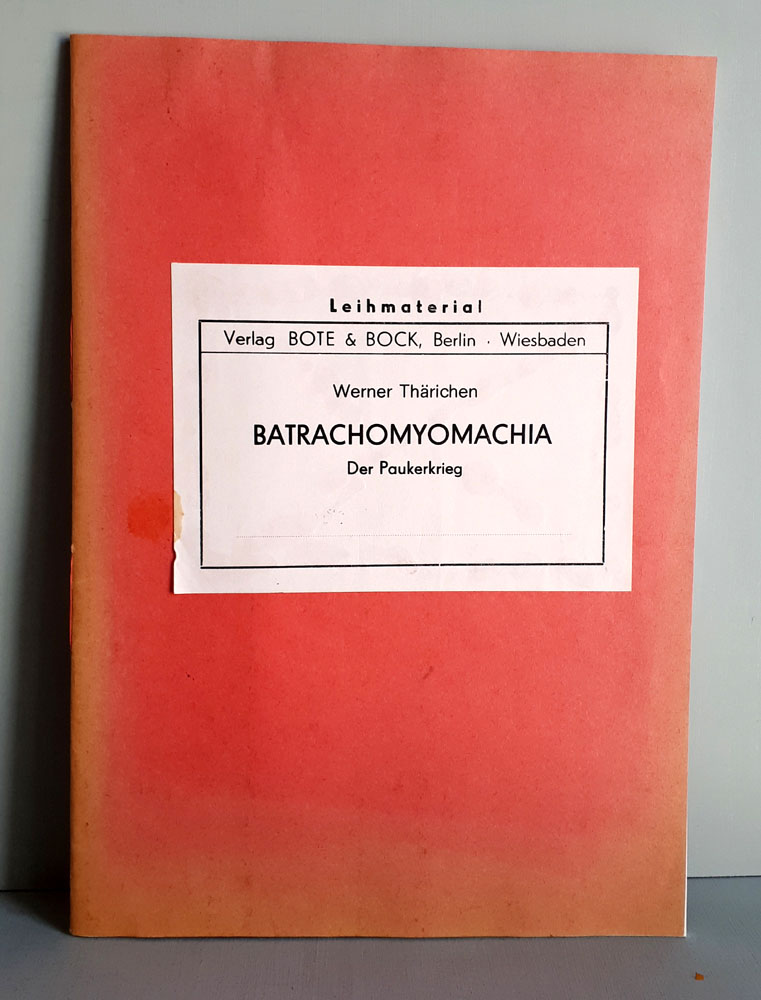 Leihmaterial
Verlag BOTE & BOCK, Berlin · Wiesbaden
Werner Thärichen
BATRACHOMYOMACHIA
Der Paukerkrieg